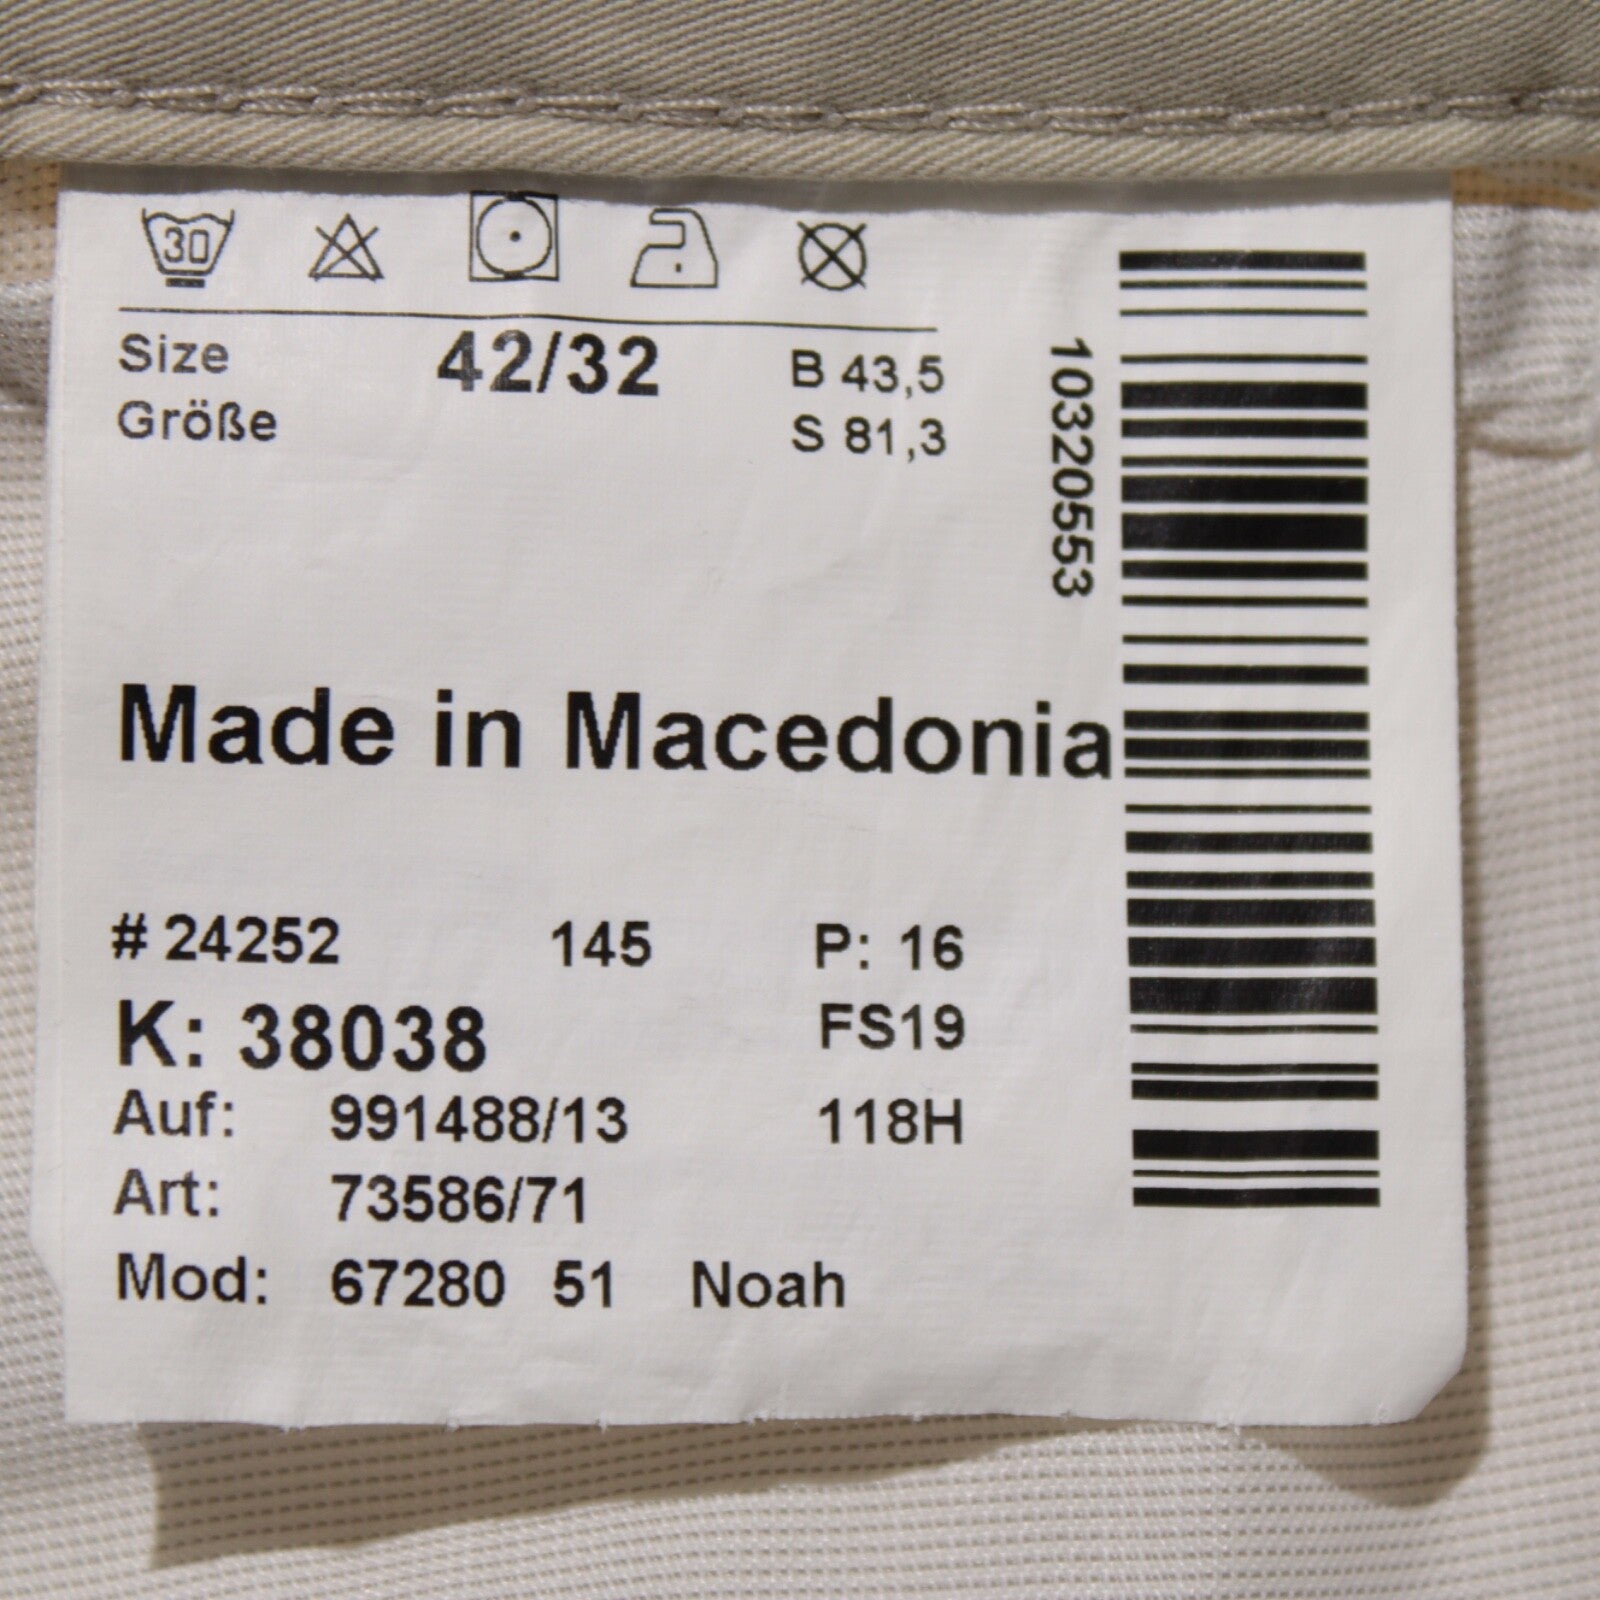 30
Size 42/32 B 43,5
Größe S 81,3
10320553
Made in Macedonia
# 24252 145 P: 16
K: 38038 FS19
Auf: 991488/13 118H
Art: 73586/71
Mod: 67280 51 Noah